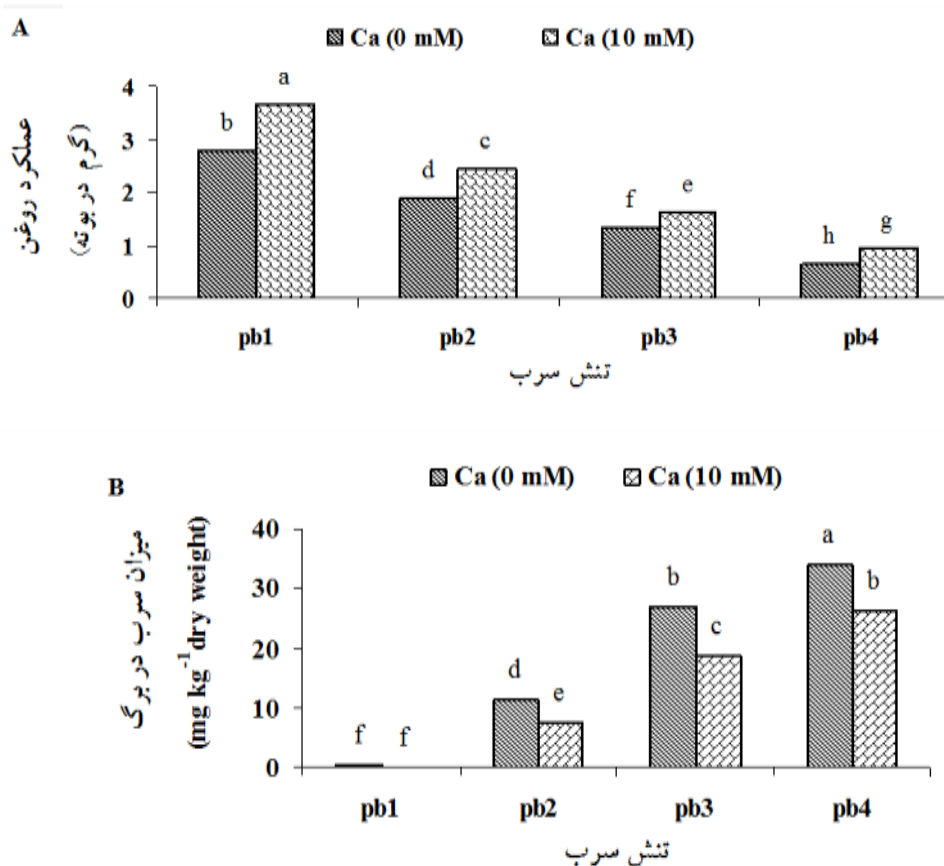 A
Ca (0 mM) Ca (10 mM)
عملکرد روغن
(گرم در بوته)
4
3
2
1
0
b a
d c
f e
h g
pb1 pb2 pb3 pb4
تنش سرب
B
Ca (0 mM) Ca (10 mM)
میزان سرب در برگ
(mg kg⁻¹ dry weight)
40
30
20
10
0
f f
d e
b c
a b
pb1 pb2 pb3 pb4
تنش سرب